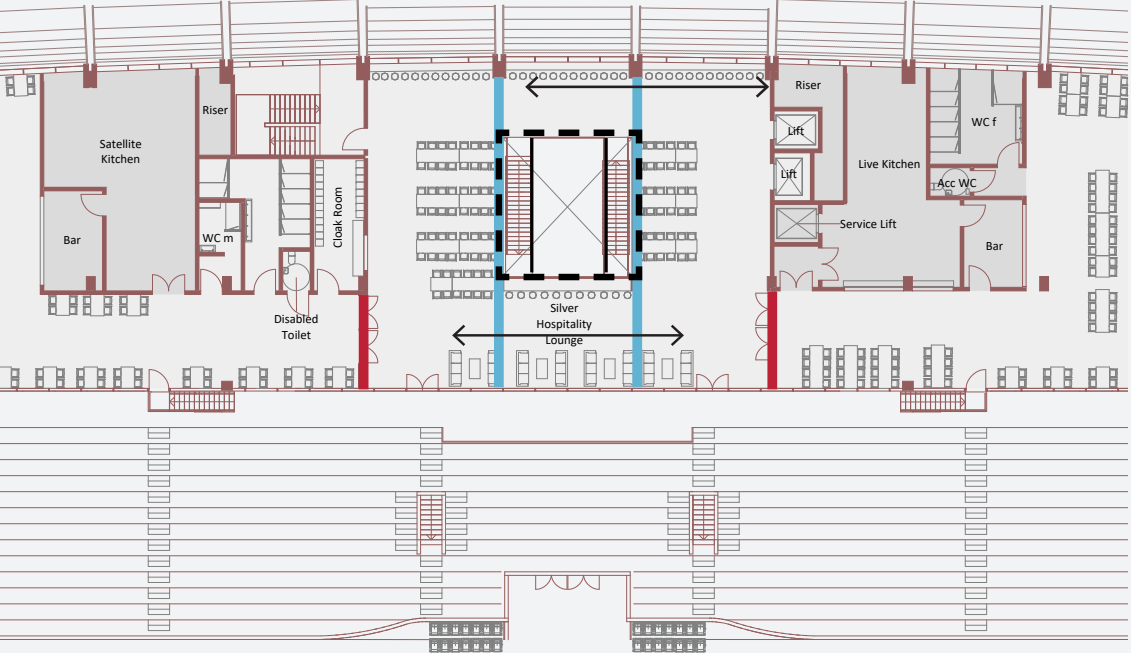 Riser
Satellite
Kitchen
Bar
WC m
Cloak Room
Disabled
Toilet
Silver
Hospitality
Lounge
Riser
Lift
Lift
Live Kitchen
Service Lift
WC f
Acc WC
Bar